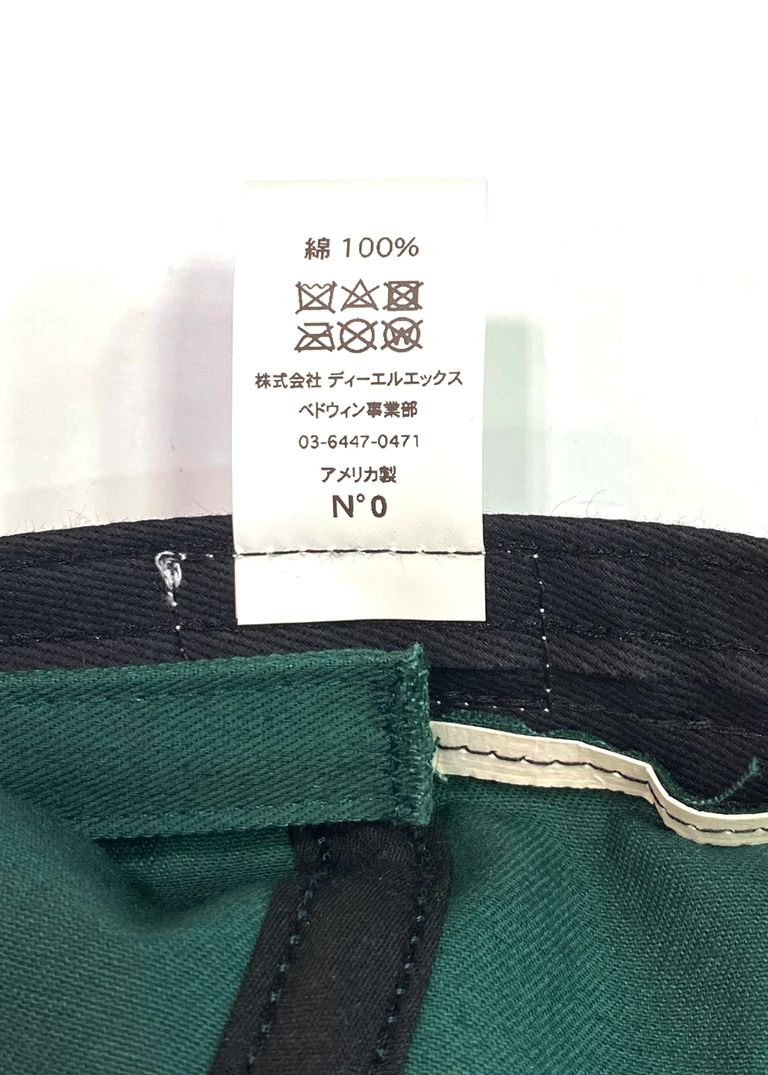 綿 100%
株式会社 ディーエルエックス
ベドウィン事業部
03-6447-0471
アメリカ製
N°0